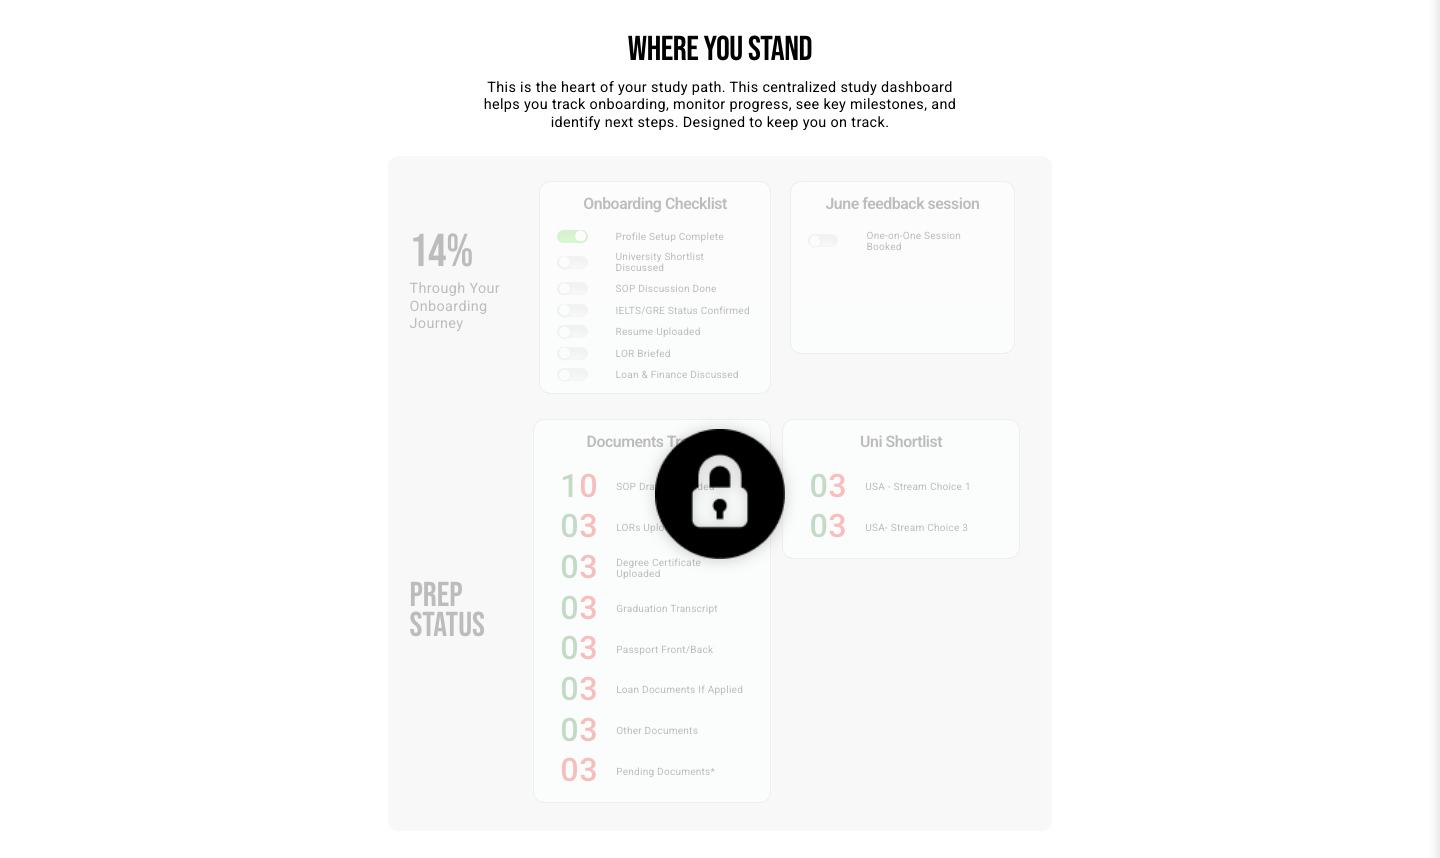 WHERE YOU STAND
This is the heart of your study path. This centralized study dashboard
helps you track onboarding, monitor progress, see key milestones, and
identify next steps. Designed to keep you on track.
14%
Through Your
Onboarding
Journey
Onboarding Checklist
Profile Setup Complete
University Shortlist
Discussed
SOP Discussion Done
IELTS/GRE Status Confirmed
Resume Uploaded
LOR Briefed
Loan & Finance Discussed
June feedback session
One-on-One Session
Booked
PREP
STATUS
Documents
10 SOP
03 LORs
03 Degree Certificate
Uploaded
03 Graduation Transcript
03 Passport Front/Back
03 Loan Documents If Applied
03 Other Documents
03 Pending Documents*
Uni Shortlist
03 USA - Stream Choice 1
03 USA- Stream Choice 3